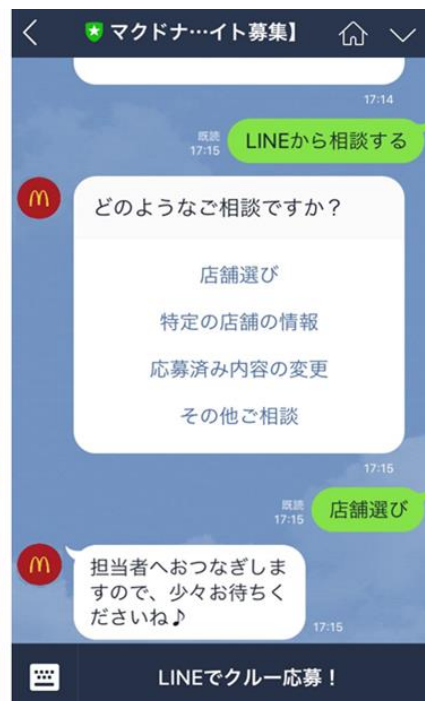 マクドナ…イト募集】
17:14
既読
17:15
LINEから相談する
どのようなご相談ですか？
店舗選び
特定の店舗の情報
応募済み内容の変更
その他ご相談
17:15
既読
17:15
店舗選び
担当者へおつなぎしま
すので、少々お待ちく
ださいね♪
17:15
LINEでクルー応募！